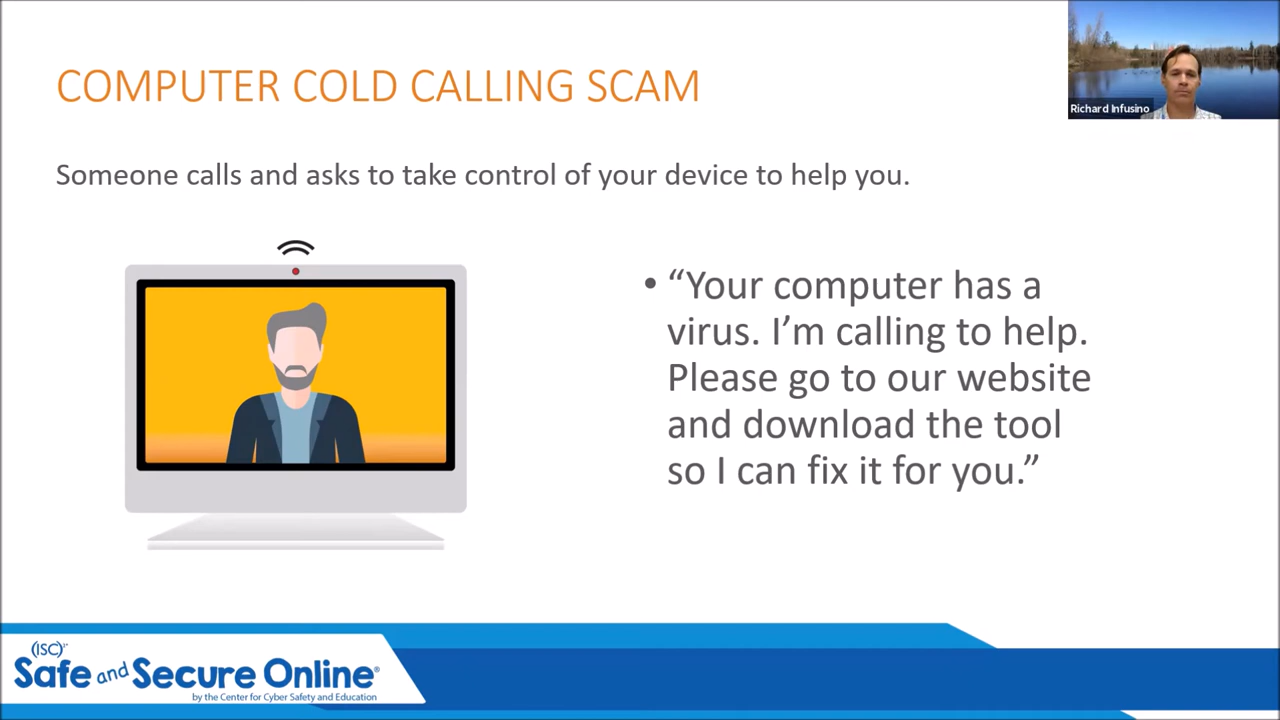 COMPUTER COLD CALLING SCAM
Richard Infusino
Someone calls and asks to take control of your device to help you.
• “Your computer has a
virus. I’m calling to help.
Please go to our website
and download the tool
so I can fix it for you.”
(ISC)²®
Safe and Secure Online®
by the Center for Cyber Safety and Education